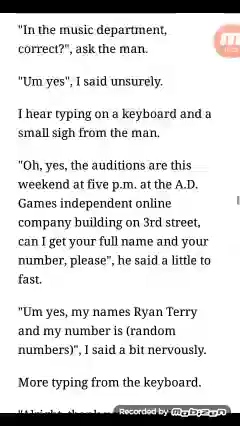 "In the music department,
correct?", ask the man.
"Um yes", I said unsurely.
I hear typing on a keyboard and a
small sigh from the man.
"Oh, yes, the auditions are this
weekend at five p.m. at the A.D.
Games independent online
company building on 3rd street,
can I get your full name and your
number, please", he said a little to
fast.
"Um yes, my names Ryan Terry
and my number is (random
numbers)", I said a bit nervously.
More typing from the keyboard.
Recorded by mobizen